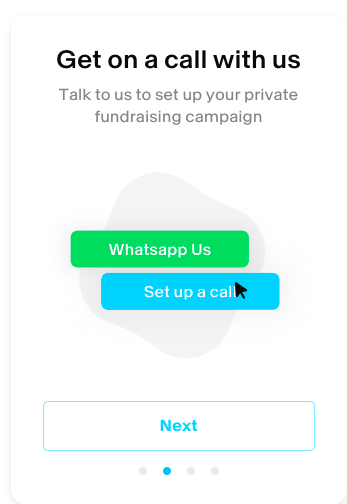 Get on a call with us
Talk to us to set up your private
fundraising campaign
Whatsapp Us
Set up a call
Next